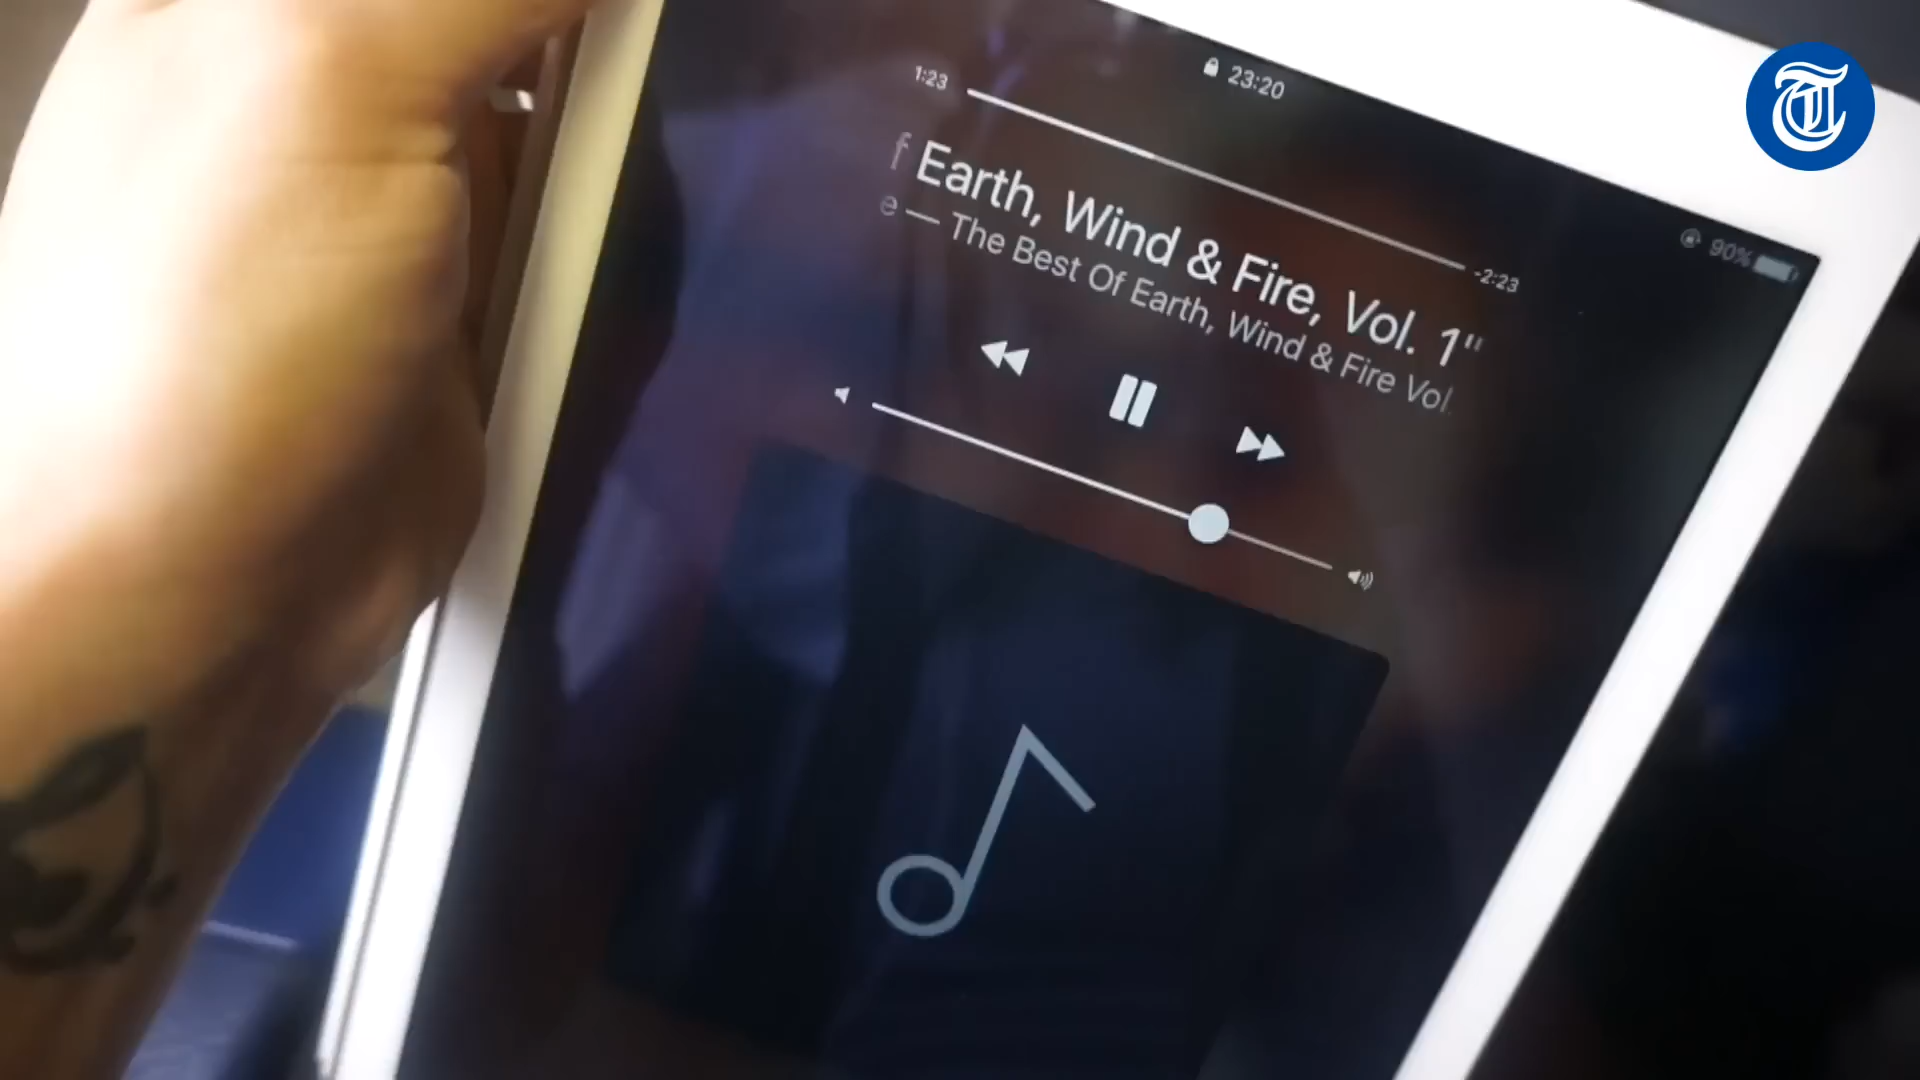 23:20
90%
1:23
-2:23
f Earth, Wind & Fire, Vol. 1"
e — The Best Of Earth, Wind & Fire Vol.
T